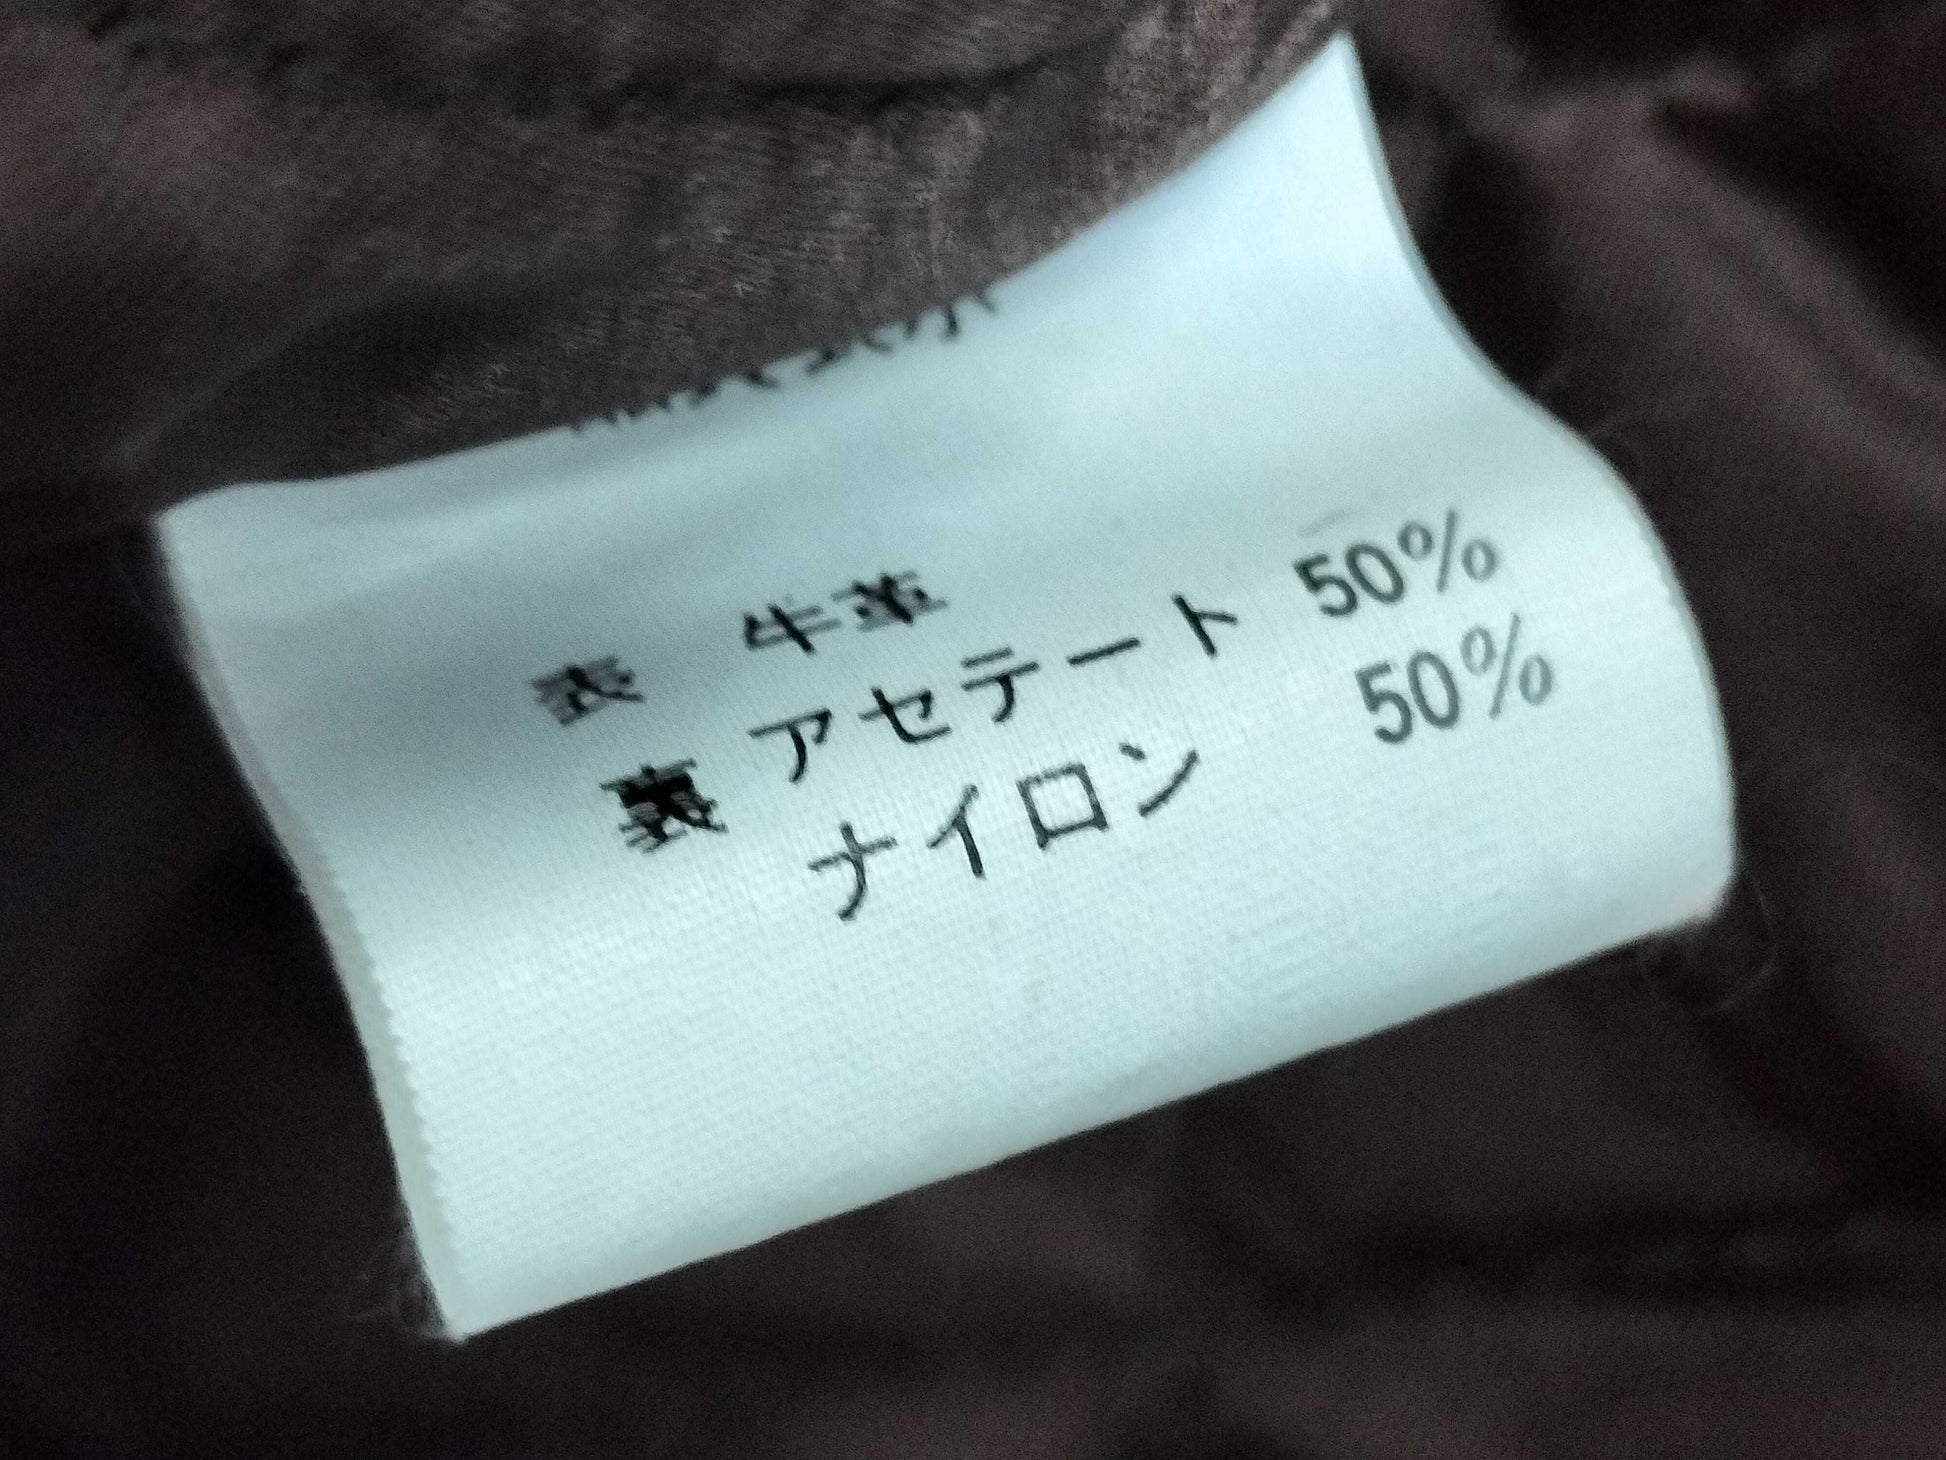 表 牛革
裏 アセテート 50%
ナイロン 50%